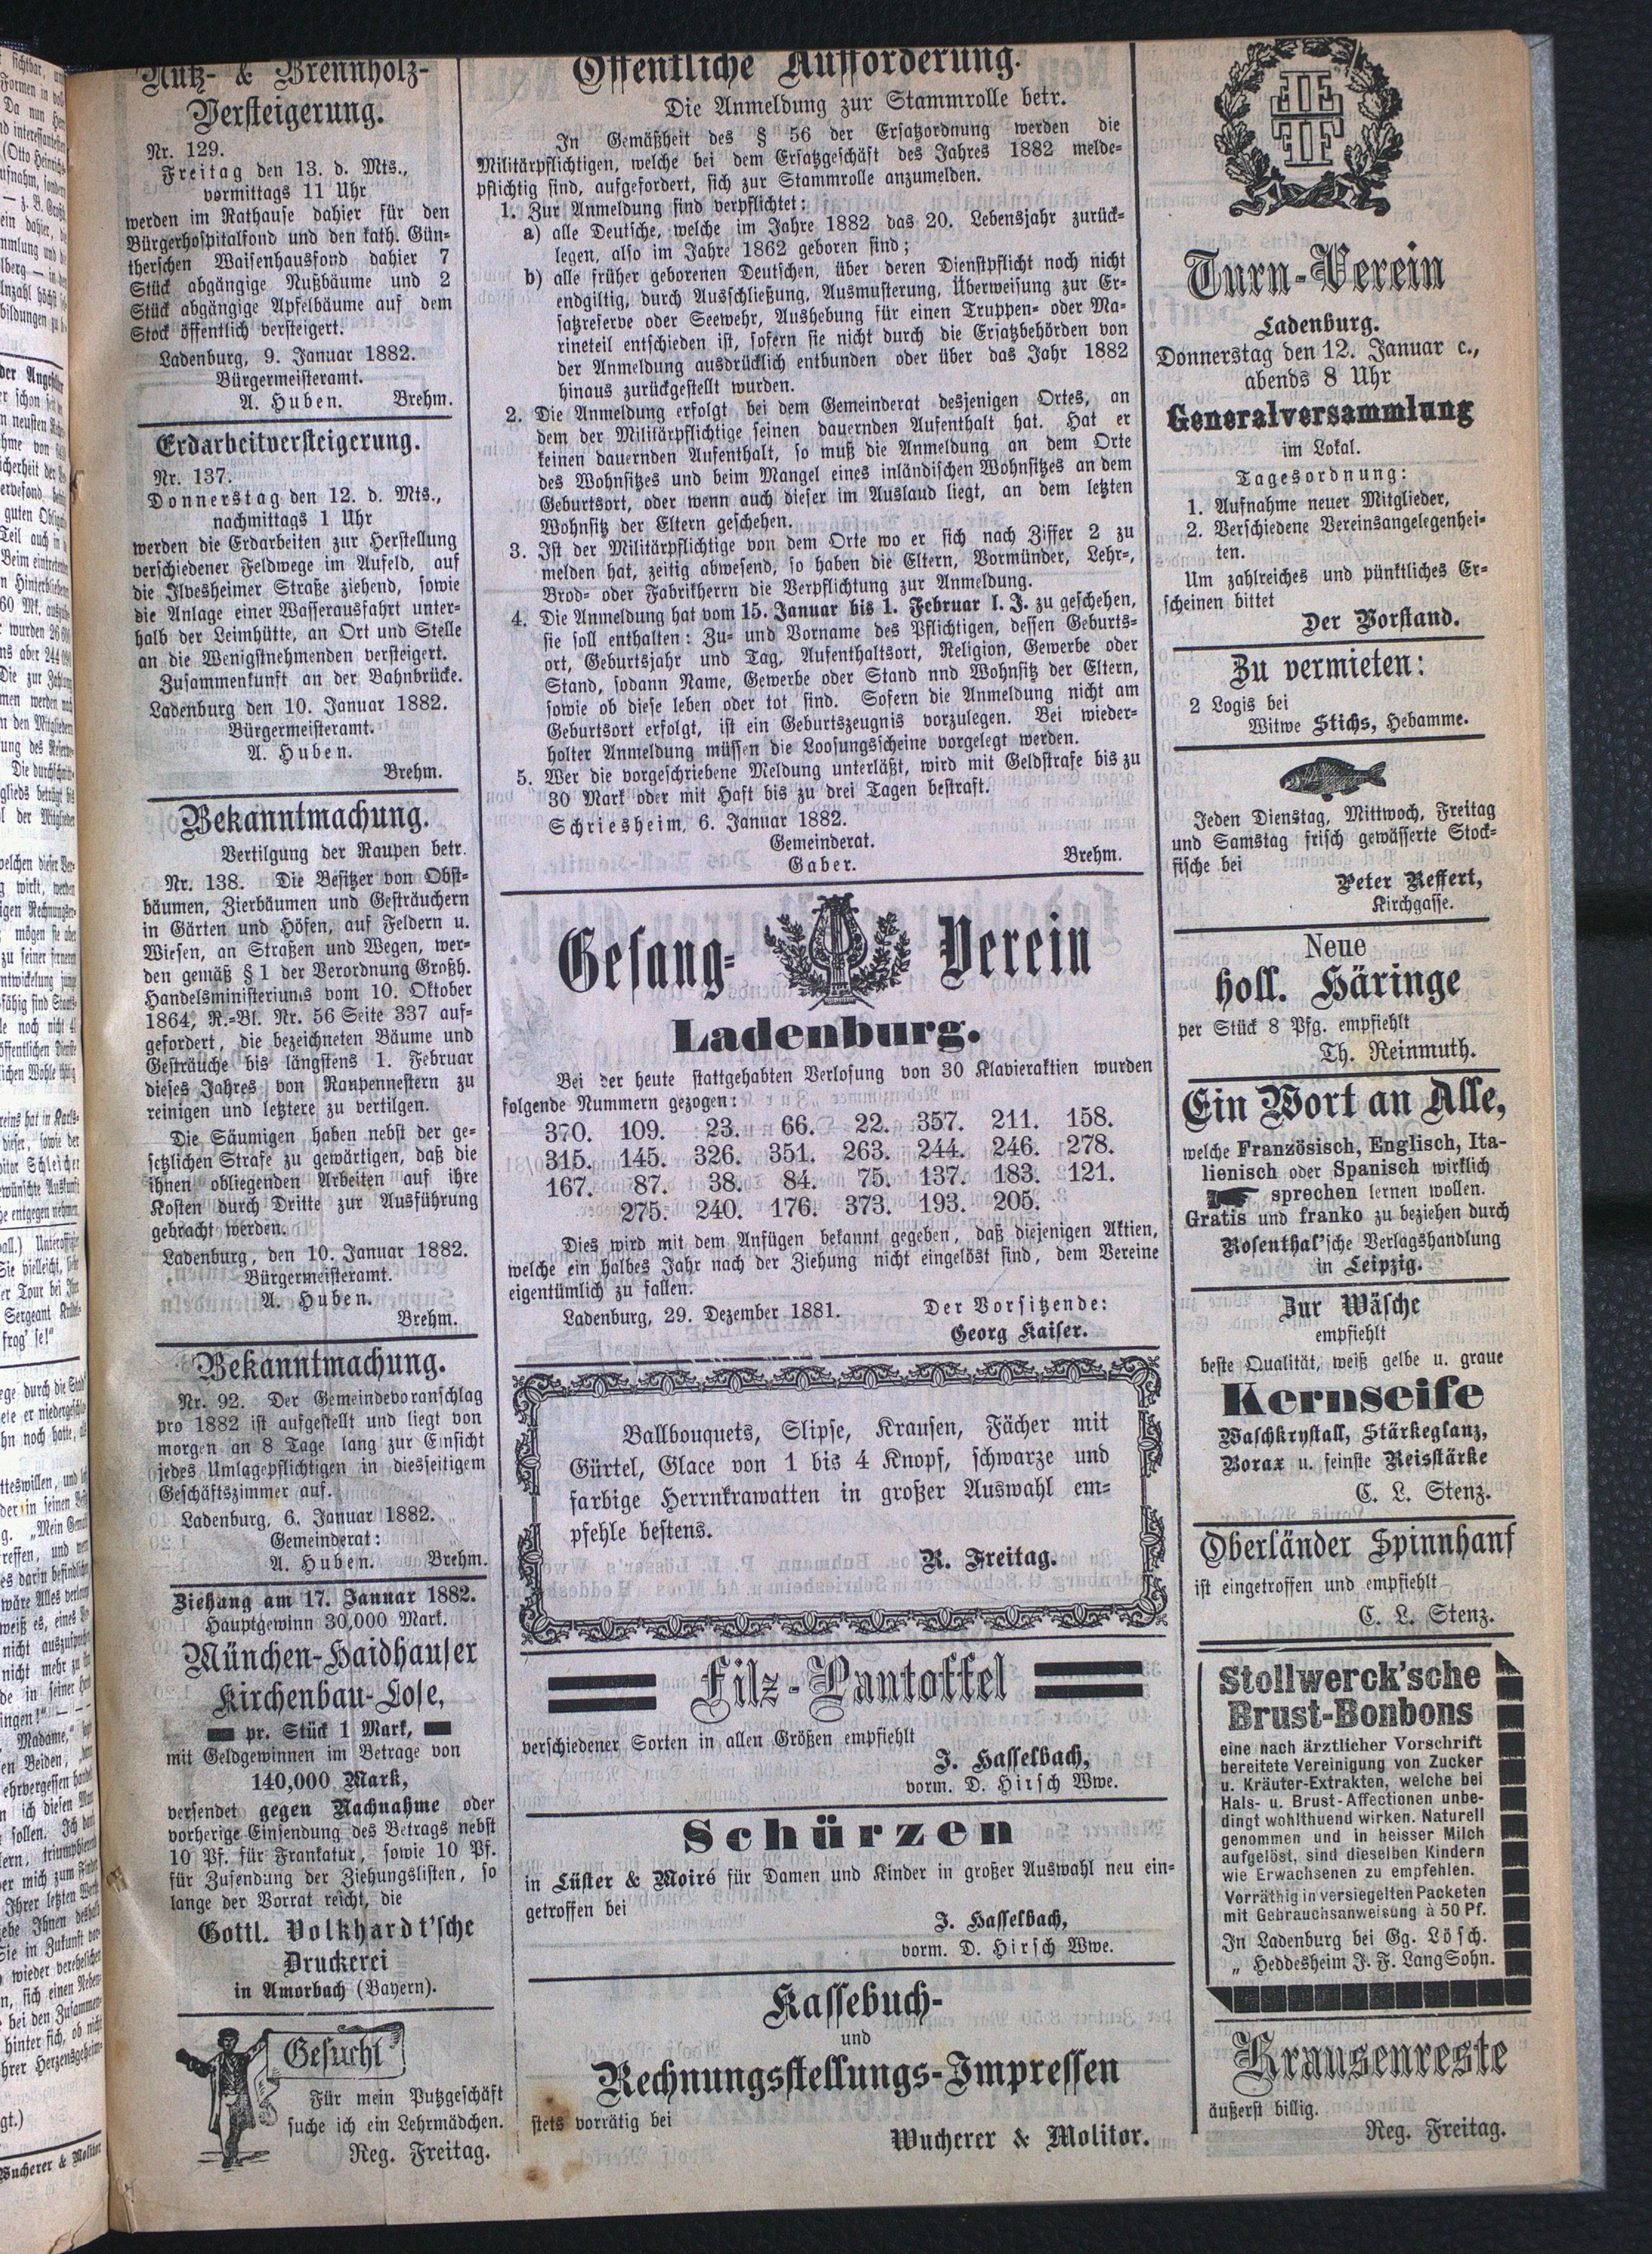 Nutz- & Brennholz-
Versteigerung.
Nr. 129.
Freitag den 13. d. Mts.,
vormittags 11 Uhr
werden im Rathause dahier für den
Bürgerhospitalfond und den kath. Gün-
therschen Waisenhausfond dahier 7
Stück abgängige Nußbäume und 2
Stück abgängige Apfelbäume auf dem
Stock öffentlich versteigert.
Ladenburg, 9. Januar 1882.
Bürgermeisteramt.
A. Huben. Brehm.
Erdarbeitversteigerung.
Nr. 137.
Donnerstag den 12. d. Mts.,
nachmittags 1 Uhr
werden die Erdarbeiten zur Herstellung
verschiedener Feldwege im Aufeld, auf
die Ilvesheimer Straße ziehend, sowie
die Anlage einer Wasserausfahrt unter-
halb der Leimhütte, an Ort und Stelle
an die Wenigstnehmenden versteigert.
Zusammenkunft an der Bahnbrücke.
Ladenburg den 10. Januar 1882.
Bürgermeisteramt.
A. Huben.
Brehm.
Bekanntmachung.
Vertilgung der Raupen betr.
Nr. 138. Die Besitzer von Obst-
bäumen, Zierbäumen und Gesträuchern
in Gärten und Höfen, auf Feldern u.
Wiesen, an Straßen und Wegen, wer-
den gemäß § 1 der Verordnung Großh.
Handelsministeriums vom 10. Oktober
1864, R.-Bl. Nr. 56 Seite 337 auf-
gefordert, die bezeichneten Bäume und
Gesträuche bis längstens 1. Februar
dieses Jahres von Raupennestern zu
reinigen und letztere zu vertilgen.
Die Säumigen haben nebst der ge-
setzlichen Strafe zu gewärtigen, daß die
ihnen obliegenden Arbeiten auf ihre
Kosten durch Dritte zur Ausführung
gebracht werden.
Ladenburg, den 10. Januar 1882.
Bürgermeisteramt.
A. Huben.
Brehm.
Bekanntmachung.
Nr. 92. Der Gemeindevoranschlag
pro 1882 ist aufgestellt und liegt von
morgen an 8 Tage lang zur Einsicht
jedes Umlagepflichtigen in diesseitigem
Geschäftszimmer auf.
Ladenburg, 6. Januar 1882.
Gemeinderat:
A. Huben. Brehm.
Ziehung am 17. Januar 1882.
Hauptgewinn 30,000 Mark.
München-Haidhauser
Kirchenbau-Lose,
pr. Stück 1 Mark,
mit Geldgewinnen im Betrage von
140,000 Mark,
versendet gegen Nachnahme oder
vorherige Einsendung des Betrags nebst
10 Pf. für Frankatur, sowie 10 Pf.
für Zusendung der Ziehungslisten, so
lange der Vorrat reicht, die
Gottl. Volkhardt'sche
Druckerei
in Amorbach (Bayern).
Gesucht
Für mein Putzgeschäft
suche ich ein Lehrmädchen.
Reg. Freitag.
Öffentliche Aufforderung.
Die Anmeldung zur Stammrolle betr.
In Gemäßheit des § 56 der Ersatzordnung werden die
Militärpflichtigen, welche bei dem Ersatzgeschäft des Jahres 1882 melde-
pflichtig sind, aufgefordert, sich zur Stammrolle anzumelden.
1. Zur Anmeldung sind verpflichtet:
a) alle Deutsche, welche im Jahre 1882 das 20. Lebensjahr zurück-
legen, also im Jahre 1862 geboren sind;
b) alle früher geborenen Deutschen, über deren Dienstpflicht noch nicht
endgiltig, durch Ausschließung, Ausmusterung, Überweisung zur Er-
satzreserve oder Seewehr, Aushebung für einen Truppen- oder Ma-
rineteil entschieden ist, sofern sie nicht durch die Ersatzbehörden von
der Anmeldung ausdrücklich entbunden oder über das Jahr 1882
hinaus zurückgestellt wurden.
2. Die Anmeldung erfolgt bei dem Gemeinderat desjenigen Ortes, an
dem der Militärpflichtige seinen dauernden Aufenthalt hat. Hat er
keinen dauernden Aufenthalt, so muß die Anmeldung an dem Orte
des Wohnsitzes und beim Mangel eines inländischen Wohnsitzes an dem
Geburtsort, oder wenn auch dieser im Ausland liegt, an dem letzten
Wohnsitz der Eltern geschehen.
3. Ist der Militärpflichtige von dem Orte wo er sich nach Ziffer 2 zu
melden hat, zeitig abwesend, so haben die Eltern, Vormünder, Lehr-,
Brod- oder Fabrikherrn die Verpflichtung zur Anmeldung.
4. Die Anmeldung hat vom 15. Januar bis 1. Februar l. J. zu geschehen,
sie soll enthalten: Zu- und Vorname des Pflichtigen, dessen Geburts-
ort, Geburtsjahr und Tag, Aufenthaltsort, Religion, Gewerbe oder
Stand, sodann Name, Gewerbe oder Stand nnd Wohnsitz der Eltern,
sowie ob diese leben oder tot sind. Sofern die Anmeldung nicht am
Geburtsort erfolgt, ist ein Geburtszeugnis vorzulegen. Bei wieder-
holter Anmeldung müssen die Loosungsscheine vorgelegt werden.
5. Wer die vorgeschriebene Meldung unterläßt, wird mit Geldstrafe bis zu
30 Mark oder mit Haft bis zu drei Tagen bestraft.
Schriesheim, 6. Januar 1882.
Gemeinderat.
Gaber. Brehm.
Gesang-Verein
Ladenburg.
Bei der heute stattgehabten Verlosung von 30 Klavieraktien wurden
folgende Nummern gezogen:
370. 109. 23. 66. 22. 357. 211. 158.
315. 145. 326. 351. 263. 244. 246. 278.
167. 87. 38. 84. 75. 137. 183. 121.
275. 240. 176. 373. 193. 205.
Dies wird mit dem Anfügen bekannt gegeben, daß diejenigen Aktien,
welche ein halbes Jahr nach der Ziehung nicht eingelöst sind, dem Vereine
eigentümlich zu fallen.
Ladenburg, 29. Dezember 1881. Der Vorsitzende:
Georg Kaiser.
Ballbouquets, Slipse, Krausen, Fächer mit
Gürtel, Glace von 1 bis 4 Knopf, schwarze und
farbige Herrnkrawatten in großer Auswahl em-
pfehle bestens.
R. Freitag.
Filz-Pantoffel
verschiedener Sorten in allen Größen empfiehlt
J. Hasselbach,
vorm. D. Hirsch Wwe.
Schürzen
in Lüster & Moiré für Damen und Kinder in großer Auswahl neu ein-
getroffen bei
J. Hasselbach,
vorm. D. Hirsch Wwe.
Kassebuch-
und
Rechnungsstellungs-Impressen
stets vorrätig bei
Wucherer & Molitor.
Turn-Verein
Ladenburg.
Donnerstag den 12. Januar c.,
abends 8 Uhr
Generalversammlung
im Lokal.
Tagesordnung:
1. Aufnahme neuer Mitglieder,
2. Verschiedene Vereinsangelegenhei-
ten.
Um zahlreiches und pünktliches Er-
scheinen bittet
Der Vorstand.
Zu vermieten:
2 Logis bei
Witwe Stichs, Hebamme.
Jeden Dienstag, Mittwoch, Freitag
und Samstag frisch gewässerte Stock-
fische bei
Peter Reffert,
Kirchgasse.
Neue
holl. Häringe
per Stück 8 Pfg. empfiehlt
Th. Reinmuth.
Ein Wort an Alle,
welche Französisch, Englisch, Ita-
lienisch oder Spanisch wirklich
sprechen lernen wollen.
Gratis und franko zu beziehen durch
Rosenthal'sche Verlagshandlung
in Leipzig.
Zur Wäsche
empfiehlt
beste Qualität, weiß gelbe u. graue
Kernseife
Waschkrystall, Stärkeglanz,
Borax u. feinste Reisstärke
C. L. Stenz.
Oberländer Spinnhanf
ist eingetroffen und empfiehlt
C. L. Stenz.
Stollwerck'sche
Brust-Bonbons
eine nach ärztlicher Vorschrift
bereitete Vereinigung von Zucker
u. Kräuter-Extrakten, welche bei
Hals- u. Brust-Affectionen unbe-
dingt wohlthuend wirken. Naturell
genommen und in heisser Milch
aufgelöst, sind dieselben Kindern
wie Erwachsenen zu empfehlen.
Vorräthig in versiegelten Packeten
mit Gebrauchsanweisung à 50 Pf.
In Ladenburg bei Gg. Lösch.
„ Heddesheim J. F. Lang Sohn.
Krausenreste
äußerst billig.
Reg. Freitag.